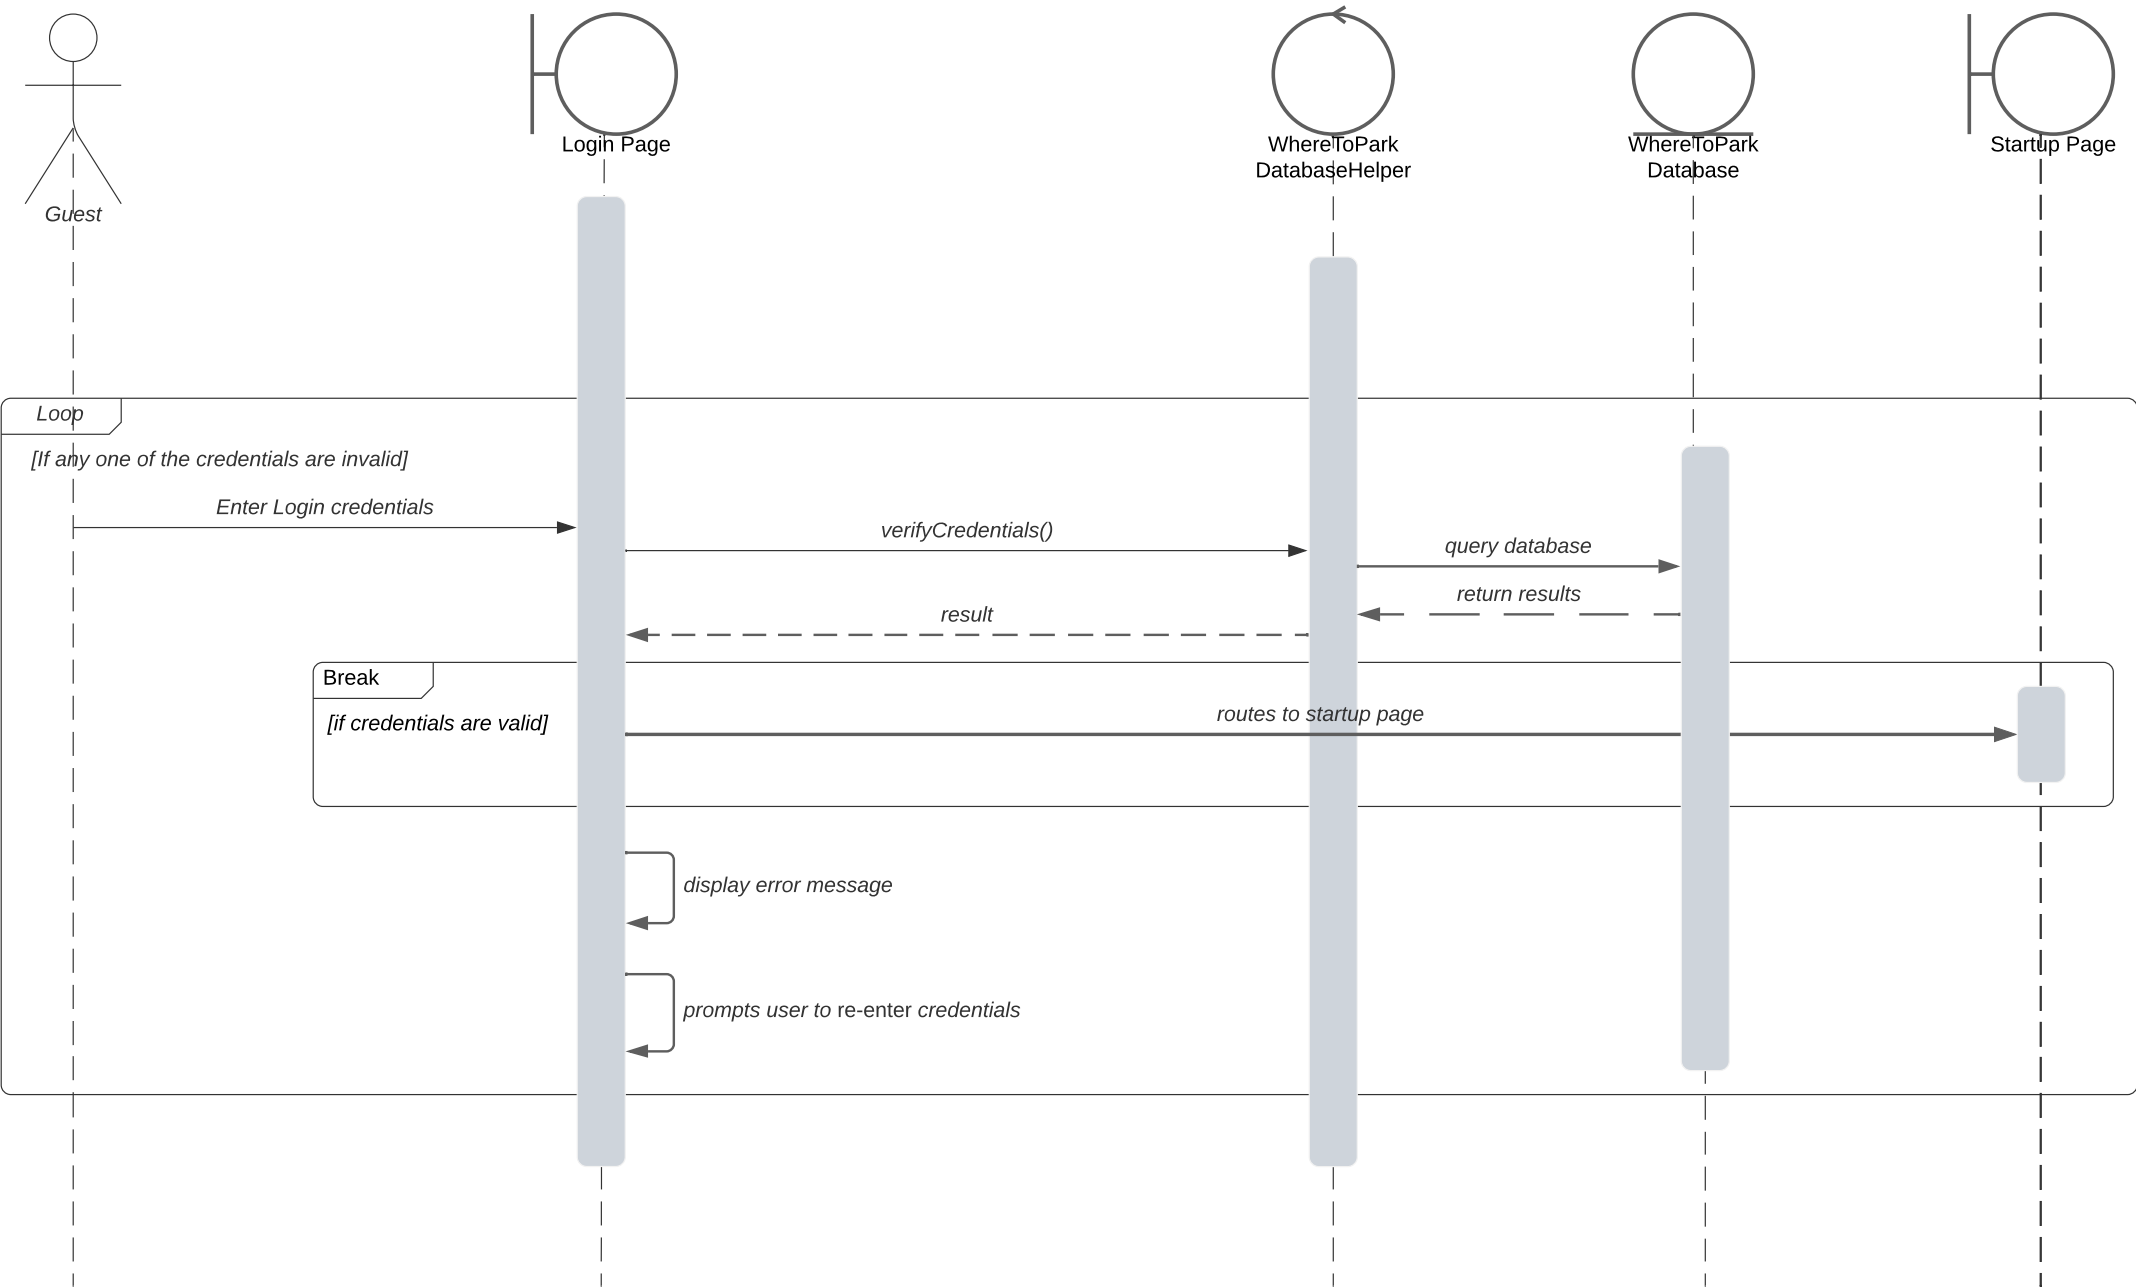 Login Page
WhereToPark
DatabaseHelper
WhereToPark
Database
Startup Page
Guest
Loop
[If any one of the credentials are invalid]
Enter Login credentials
verifyCredentials()
query database
return results
result
Break
[if credentials are valid]
routes to startup page
display error message
prompts user to re-enter credentials